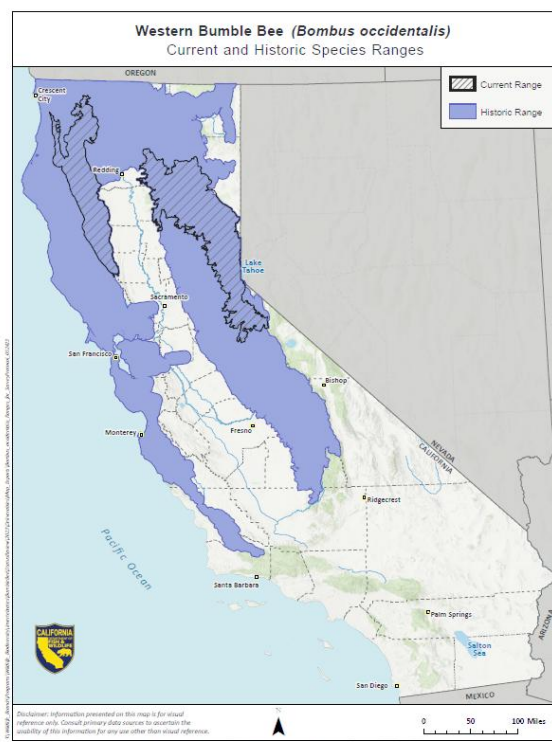 Western Bumble Bee (Bombus occidentalis)
Current and Historic Species Ranges
OREGON
Current Range
Historic Range
Crescent
City
Redding
Lake
Tahoe
Sacramento
San Francisco
Bishop
Monterey
Fresno
NEVADA
CALIFORNIA
Ridgecrest
Pacific Ocean
Santa Barbara
Palm Springs
ARIZONA
Salton
Sea
CALIFORNIA
San Diego
MEXICO
Disclaimer: Information presented on this map is for visual
reference only. Consult primary data sources to ascertain the
usability of this information for any use other than visual reference.
N
0 50 100 Miles